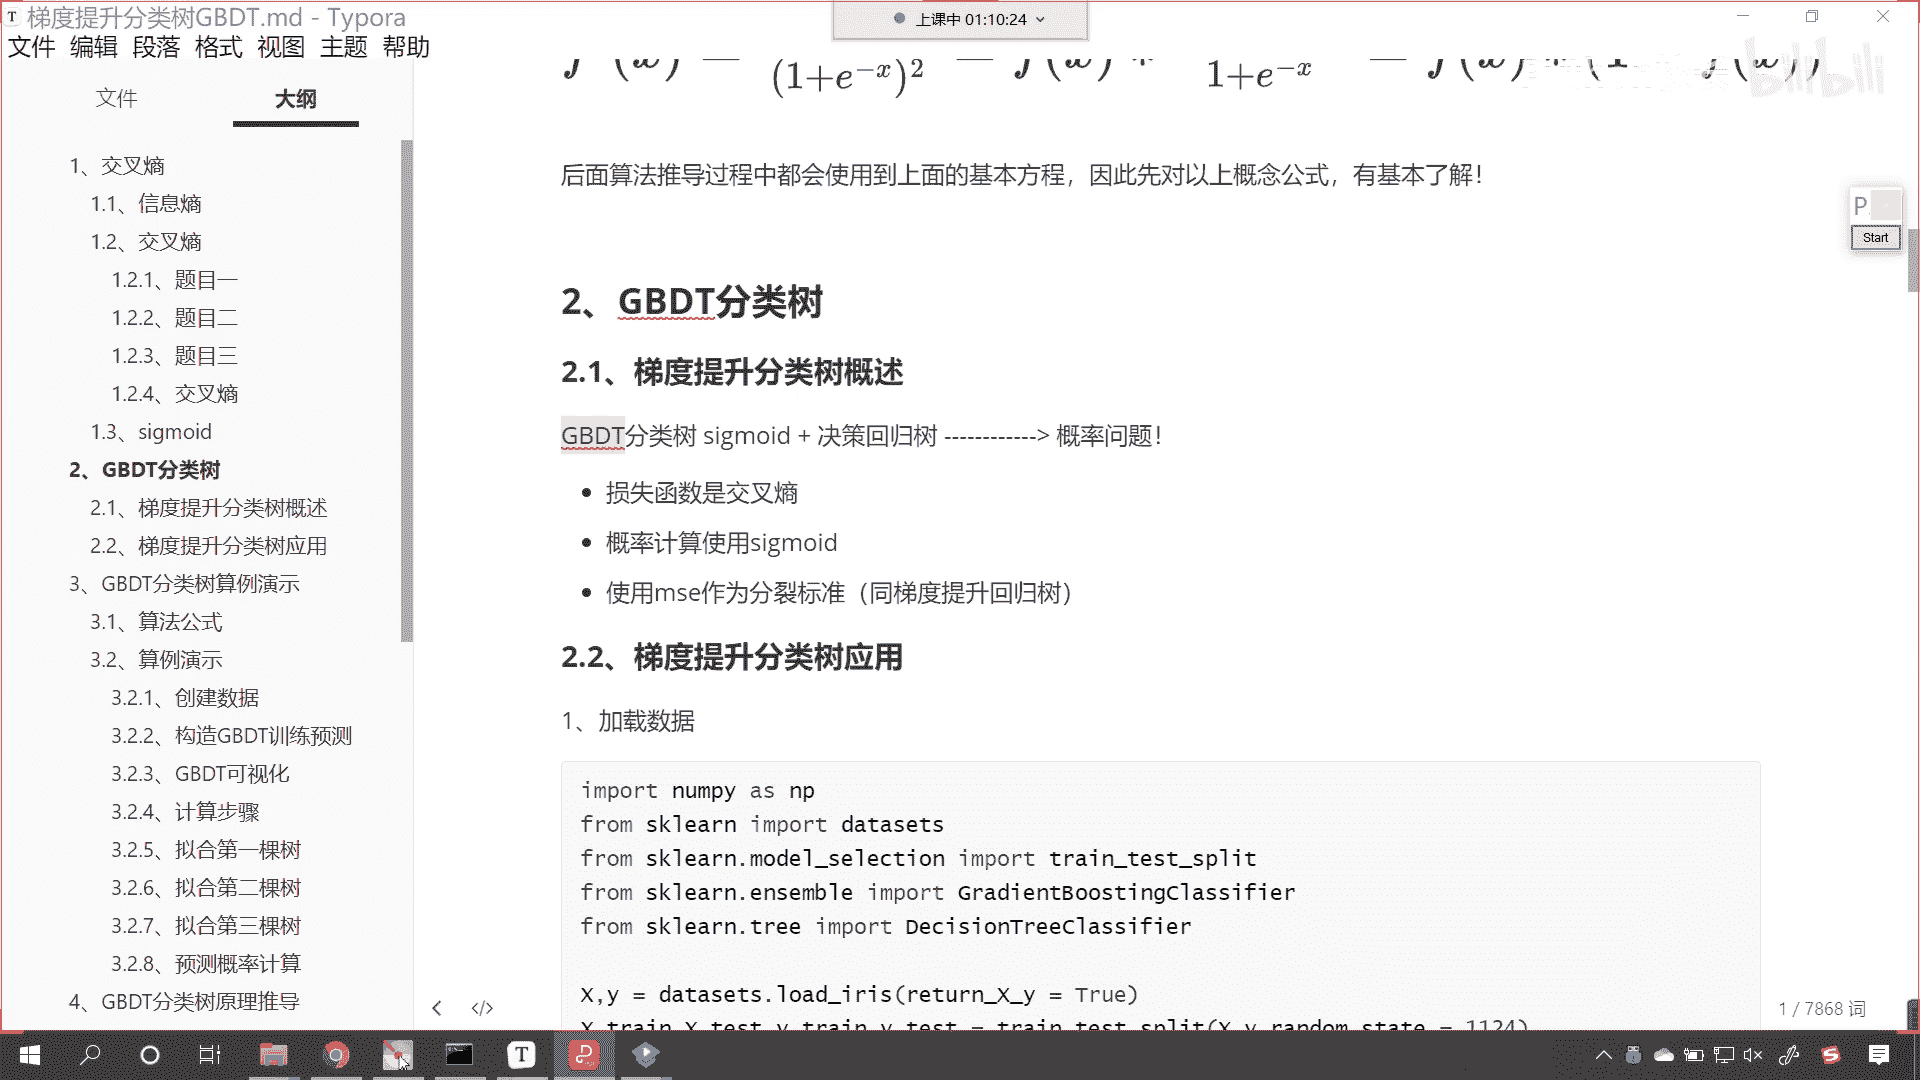 梯度提升分类树GBDT.md - Typora
上课中 01:10:24
文件 编辑 段落 格式 视图 主题 帮助
文件 大纲
1、交叉熵
1.1、信息熵
1.2、交叉熵
1.2.1、题目一
1.2.2、题目二
1.2.3、题目三
1.2.4、交叉熵
1.3、sigmoid
2、GBDT分类树
2.1、梯度提升分类树概述
2.2、梯度提升分类树应用
3、GBDT分类树算例演示
3.1、算法公式
3.2、算例演示
3.2.1、创建数据
3.2.2、构造GBDT训练预测
3.2.3、GBDT可视化
3.2.4、计算步骤
3.2.5、拟合第一棵树
3.2.6、拟合第二棵树
3.2.7、拟合第三棵树
3.2.8、预测概率计算
4、GBDT分类树原理推导
(1+e^{-x})^2 1+e^{-x}
bilibili
后面算法推导过程中都会使用到上面的基本方程，因此先对以上概念公式，有基本了解！
P
Start
2、GBDT分类树
2.1、梯度提升分类树概述
GBDT分类树 sigmoid + 决策回归树 ------------> 概率问题！
损失函数是交叉熵
概率计算使用sigmoid
使用mse作为分裂标准（同梯度提升回归树）
2.2、梯度提升分类树应用
1、加载数据
import numpy as np
from sklearn import datasets
from sklearn.model_selection import train_test_split
from sklearn.ensemble import GradientBoostingClassifier
from sklearn.tree import DecisionTreeClassifier
X,y = datasets.load_iris(return_X_y = True)
X_train,X_test,y_train,y_test = train_test_split(X,y,random_state = 1124)
1 / 7868 词